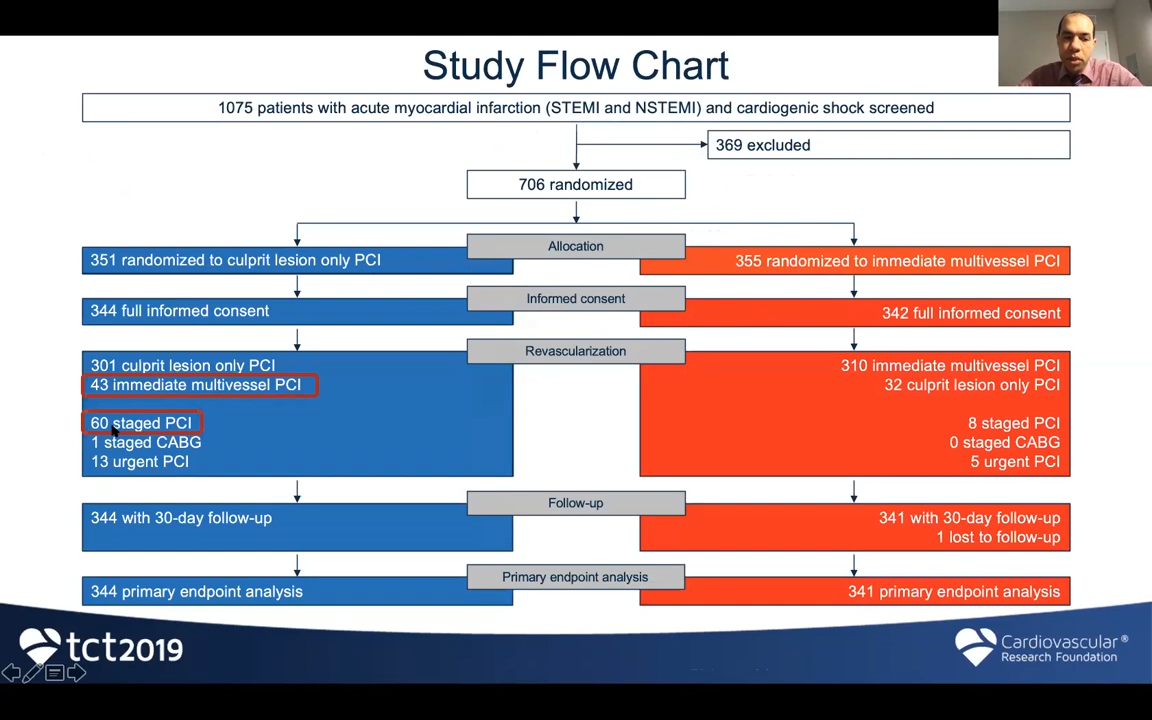 Study Flow Chart
1075 patients with acute myocardial infarction (STEMI and NSTEMI) and cardiogenic shock screened
369 excluded
706 randomized
Allocation
351 randomized to culprit lesion only PCI
355 randomized to immediate multivessel PCI
Informed consent
344 full informed consent
342 full informed consent
Revascularization
301 culprit lesion only PCI
43 immediate multivessel PCI
60 staged PCI
1 staged CABG
13 urgent PCI
310 immediate multivessel PCI
32 culprit lesion only PCI
8 staged PCI
0 staged CABG
5 urgent PCI
Follow-up
344 with 30-day follow-up
341 with 30-day follow-up
1 lost to follow-up
Primary endpoint analysis
344 primary endpoint analysis
341 primary endpoint analysis
tct2019
Cardiovascular®
Research Foundation